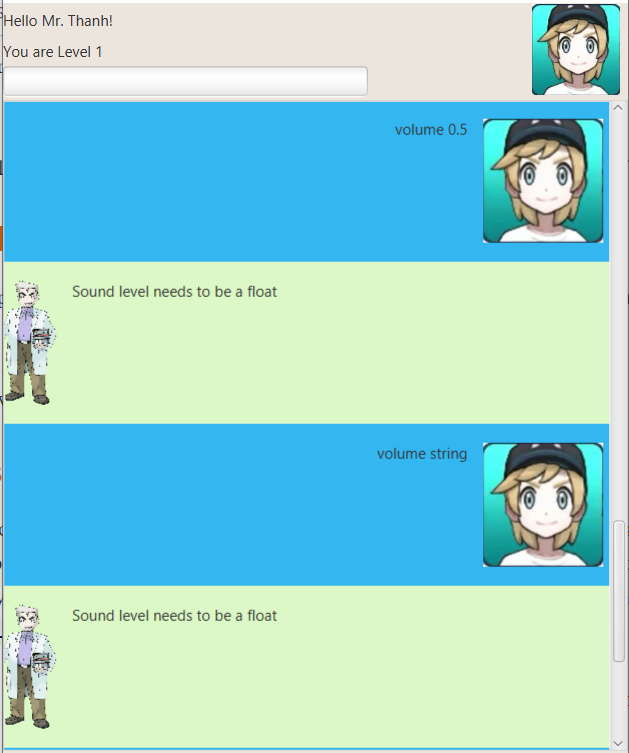 Hello Mr. Thanh!
You are Level 1
volume 0.5
Sound level needs to be a float
volume string
Sound level needs to be a float